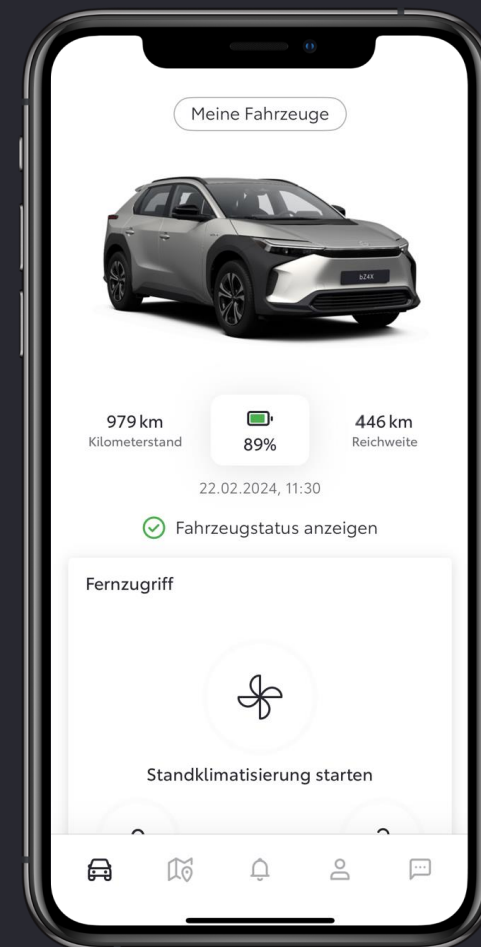 Meine Fahrzeuge
bZ4X
979 km
Kilometerstand
89%
446 km
Reichweite
22.02.2024, 11:30
Fahrzeugstatus anzeigen
Fernzugriff
Standklimatisierung starten